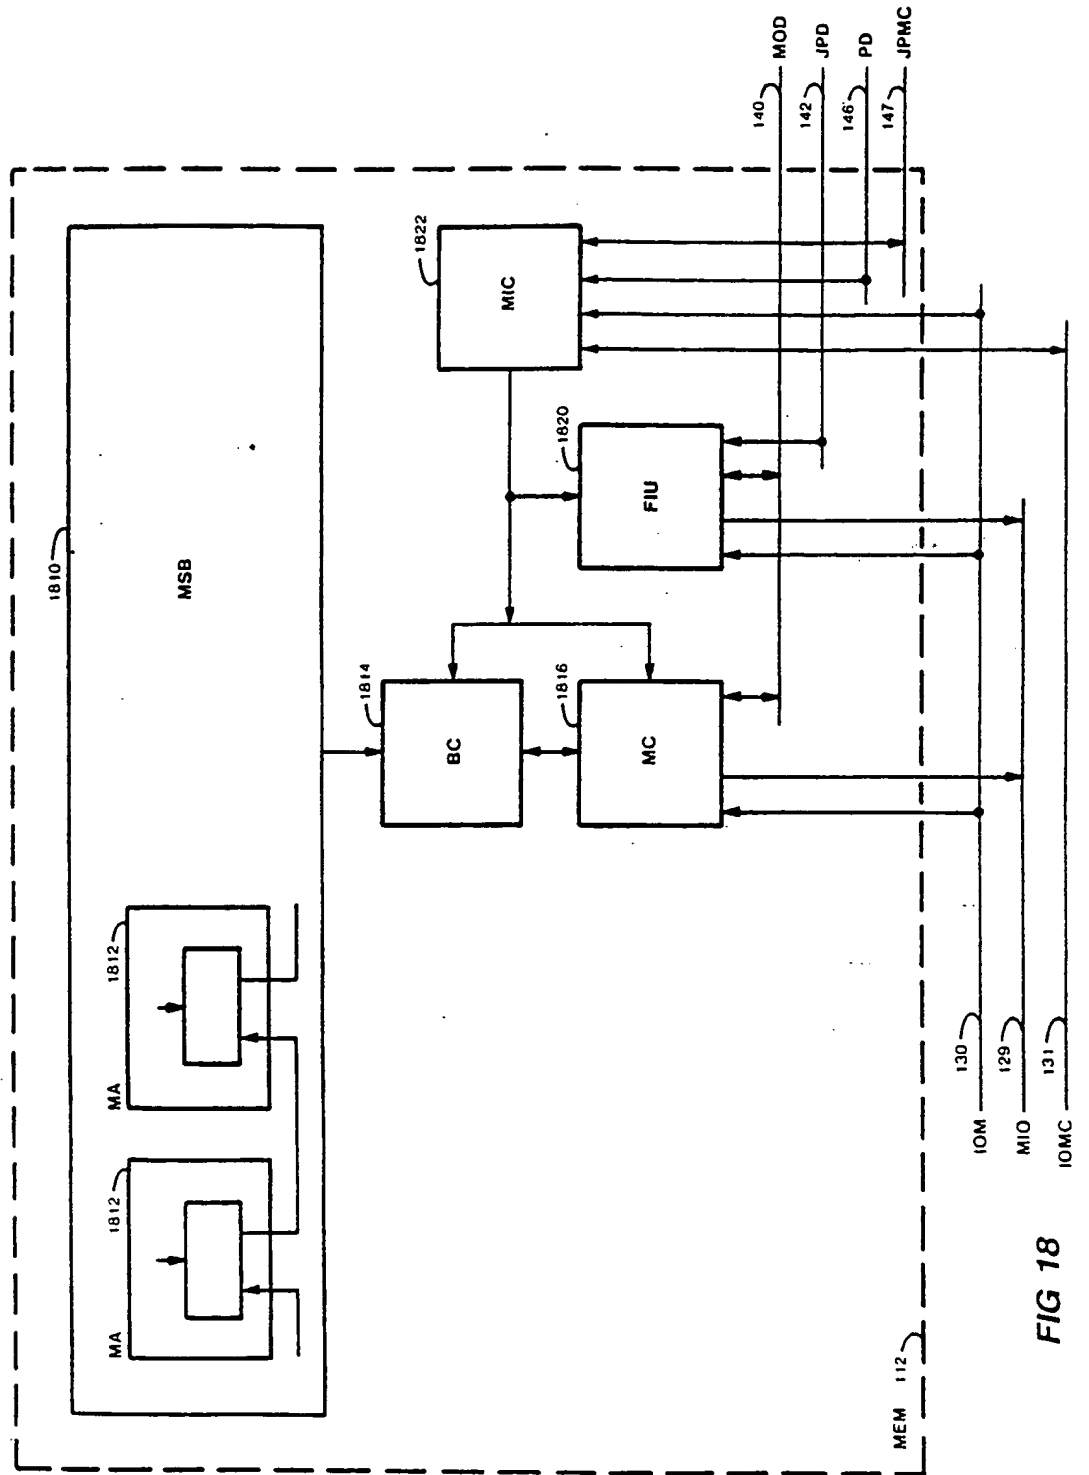 1810
MSB
MA
1812
MA
1812
1814
BC
1816
MC
1820
FIU
1822
MIC
140
MOD
142
JPD
146
PD
147
JPMC
IOM
130
MIO
129
IOMC
131
MEM 112
FIG 18